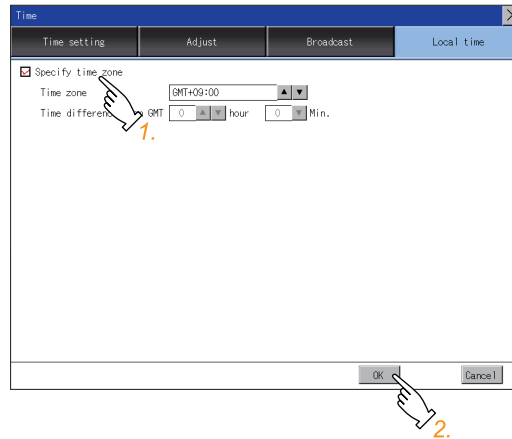 Time
Time setting Adjust Broadcast Local time
Specify time zone
Time zone GMT+09:00
Time GMT 0 hour 0 Min.
1.
OK Cancel
2.